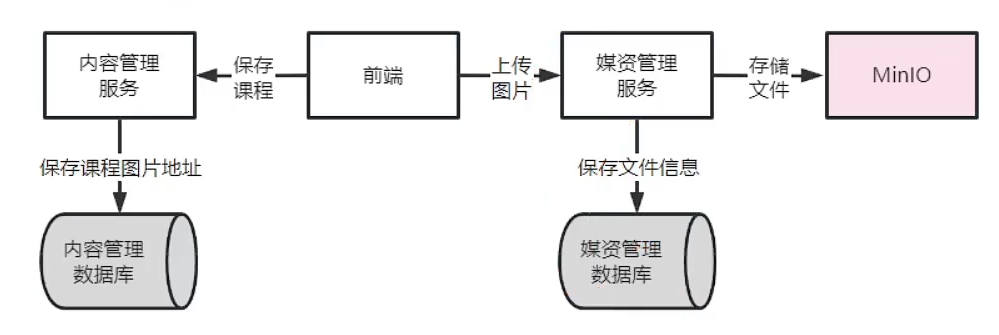 内容管理
服务
保存
课程
前端
上传
图片
媒资管理
服务
存储
文件
MinIO
保存课程图片地址
保存文件信息
内容管理
数据库
媒资管理
数据库